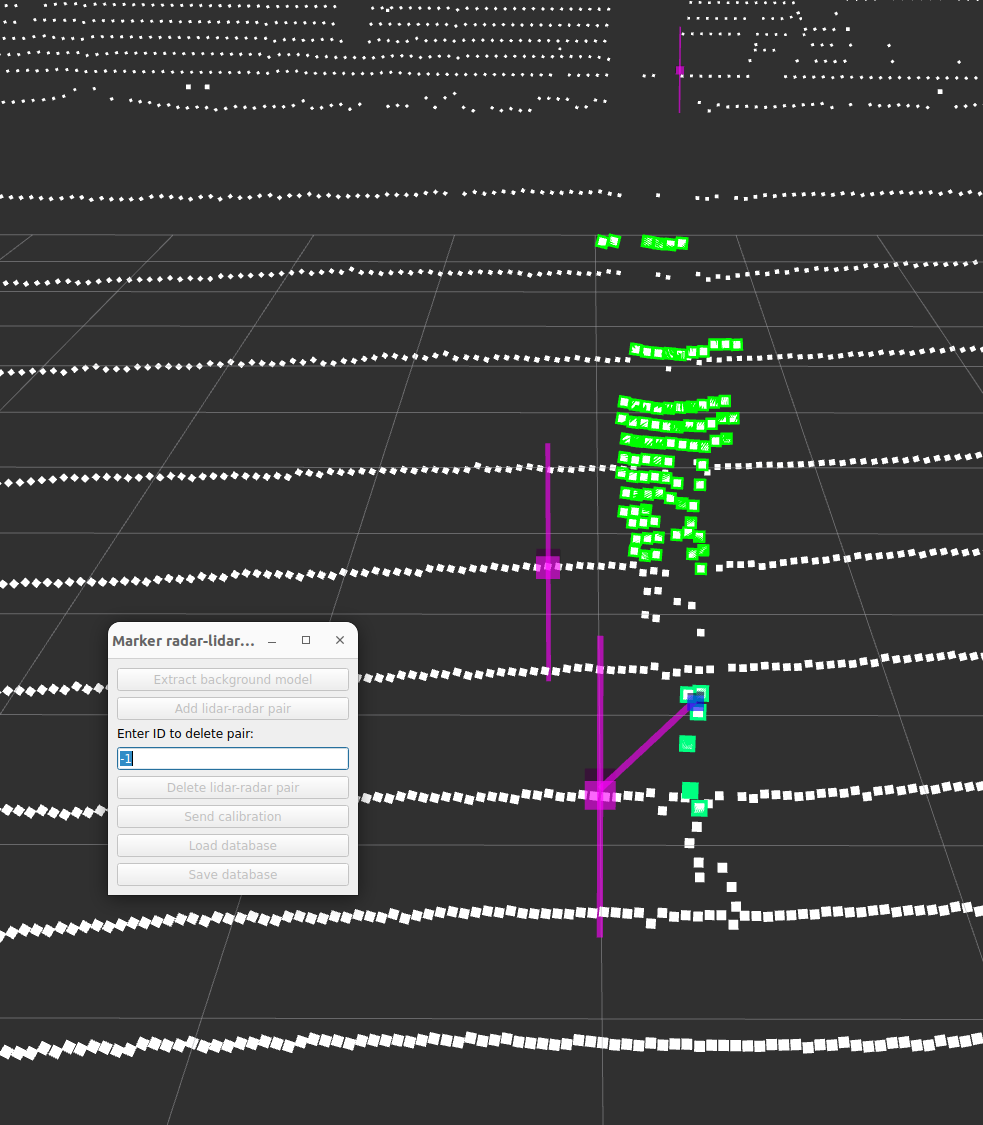 Marker radar-lidar...
Extract background model
Add lidar-radar pair
Enter ID to delete pair:
-1
Delete lidar-radar pair
Send calibration
Load database
Save database